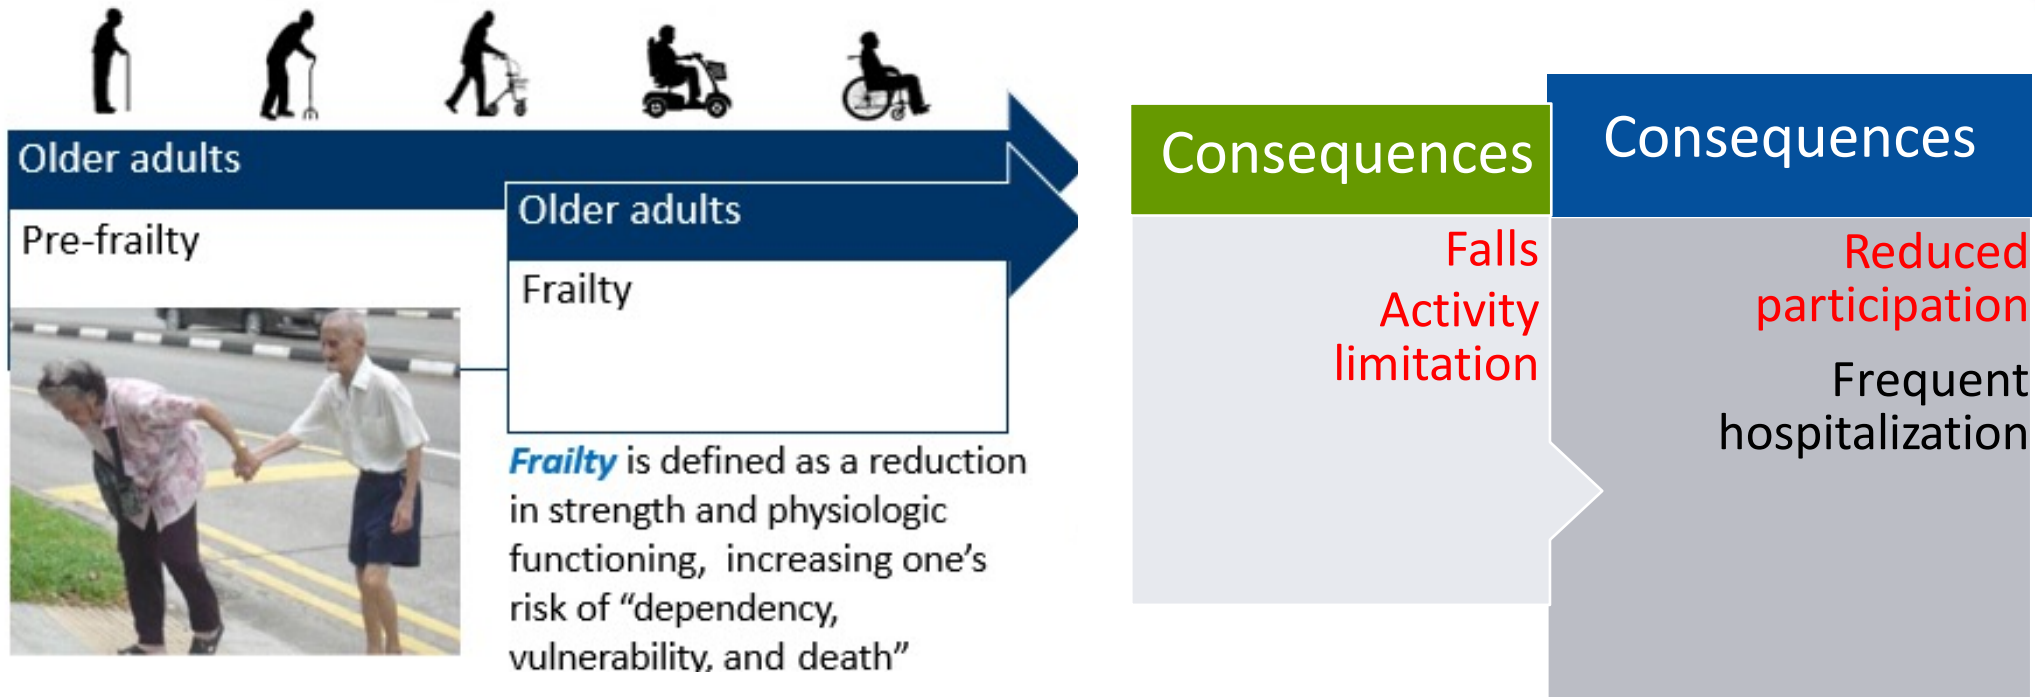 Older adults
Pre-frailty
Older adults
Frailty
Frailty is defined as a reduction
in strength and physiologic
functioning,  increasing one's
risk of “dependency,
vulnerability, and death”
Consequences
Falls
Activity
limitation
Consequences
Reduced
participation
Frequent
hospitalization